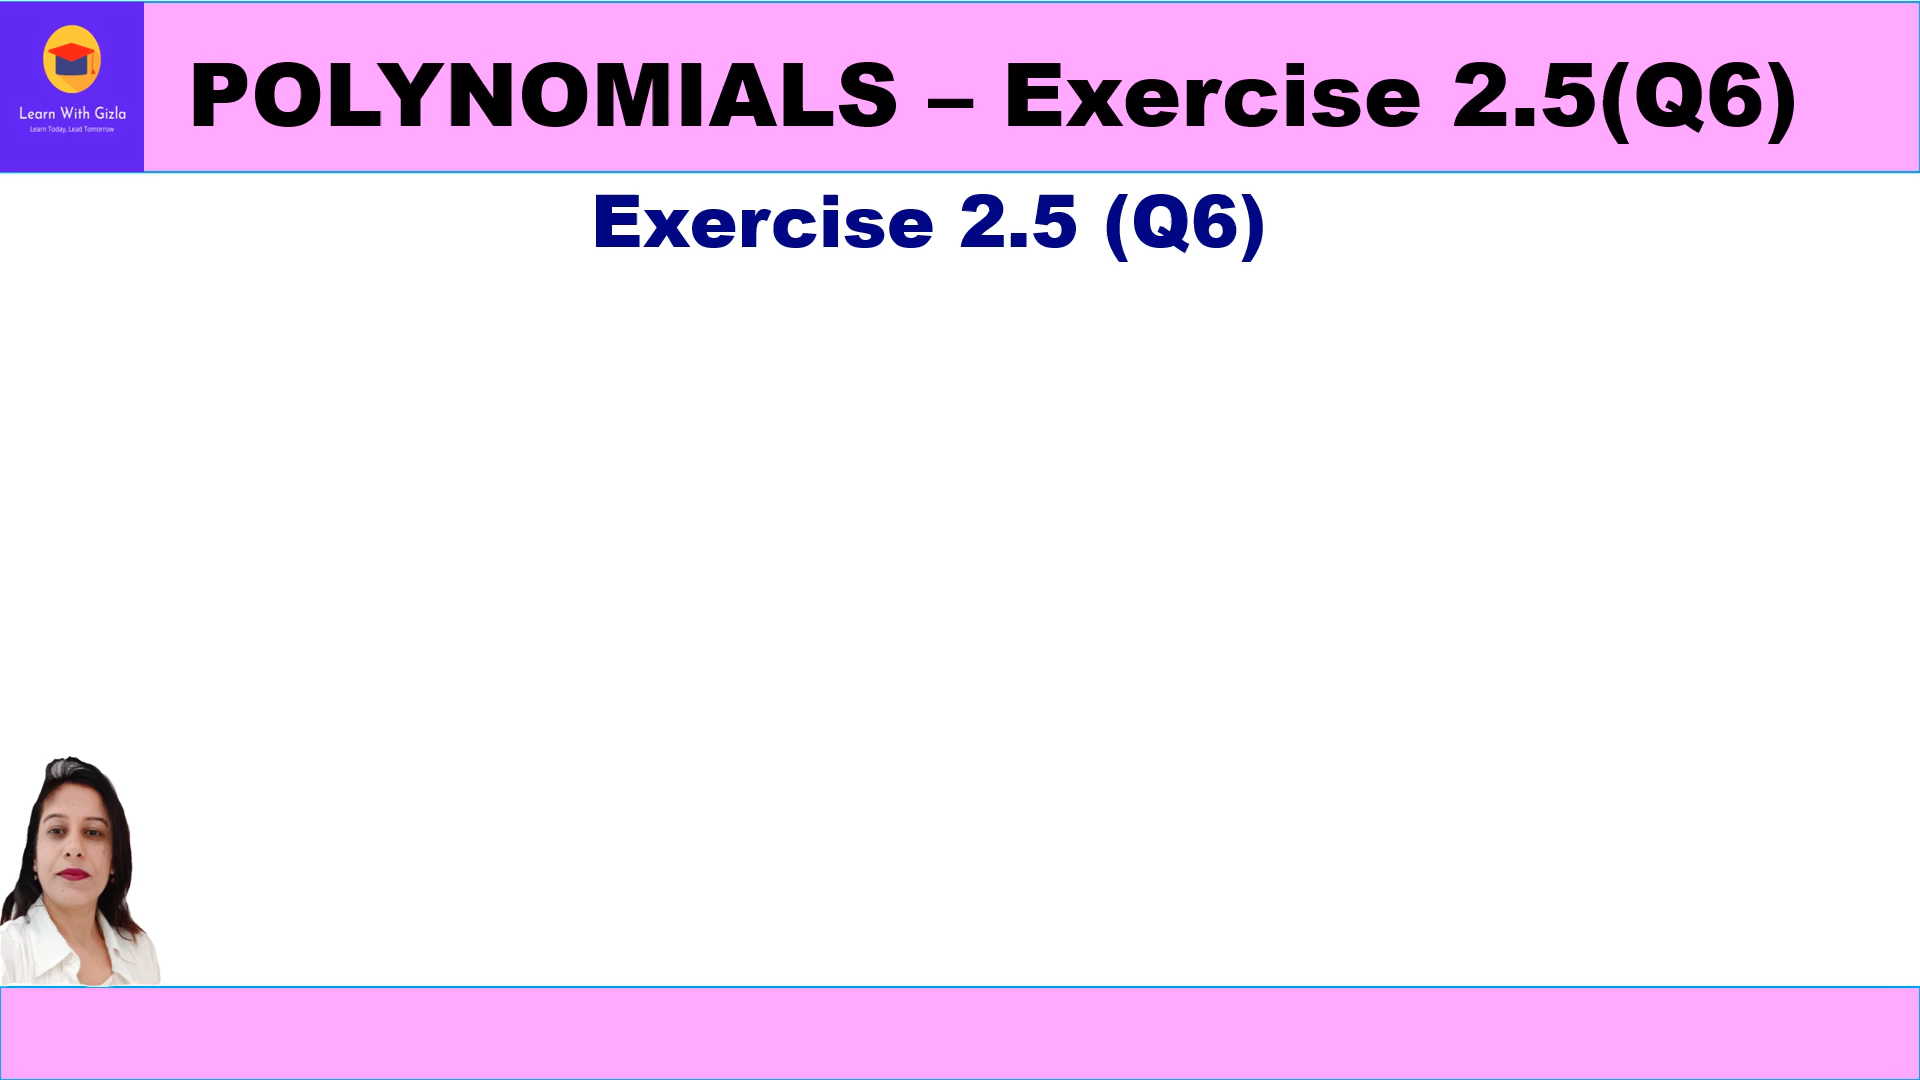 POLYNOMIALS – Exercise 2.5(Q6)
Learn With Gizla
Learn Today, Lead Tomorrow
Exercise 2.5 (Q6)